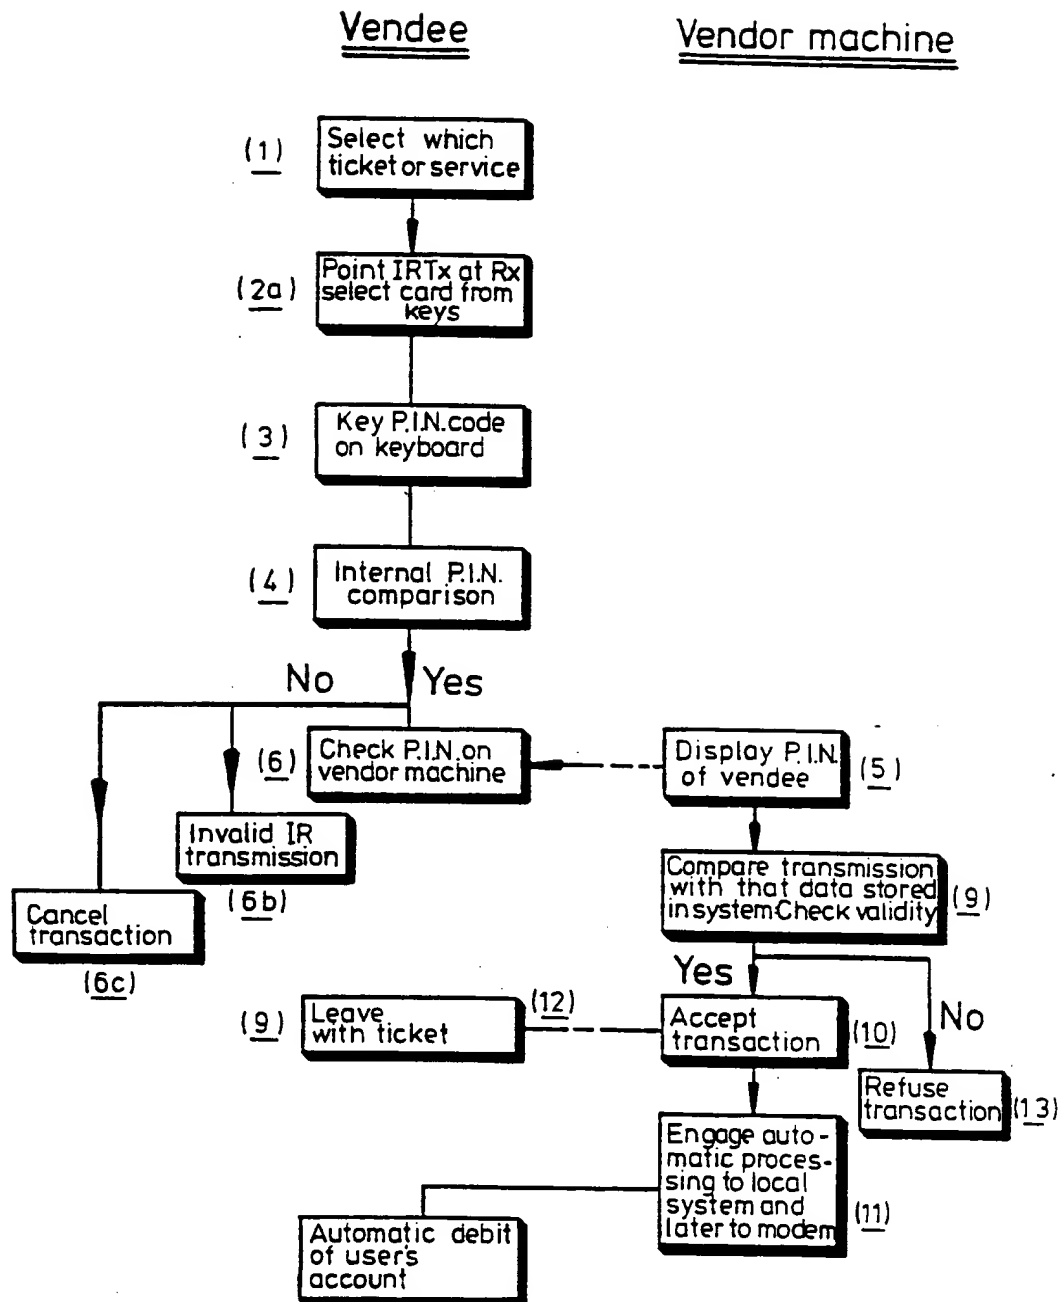 Vendee
Vendor machine
(1)
Select which
ticket or service
(2a)
Point IRTx at Rx
select card from
keys
(3)
Key P.I.N. code
on keyboard
(4)
Internal P.I.N.
comparison
No
Yes
(6)
Check P.I.N. on
vendor machine
Display P.I.N.
of vendee
(5)
Invalid IR
transmission
(6b)
Cancel
transaction
(6c)
Compare transmission
with that data stored
in system-Check validity
(9)
Yes
No
(9)
Leave
with ticket
(12)
Accept
transaction
(10)
Refuse
transaction
(13)
Engage auto-
matic proces-
sing to local
system and
later to modem
(11)
Automatic debit
of user's
account